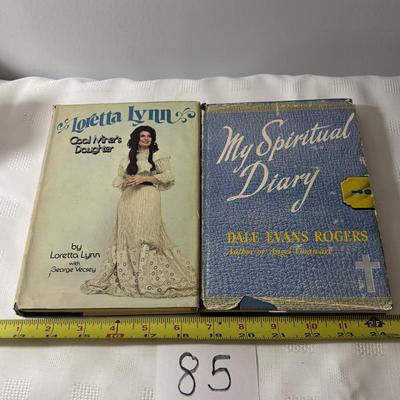 Loretta Lynn
Coal Miner's
Daughter
by
Loretta Lynn
with
George Vecsey
My Spiritual
Diary
DALE EVANS ROGERS
Author of Angel Unaware
85